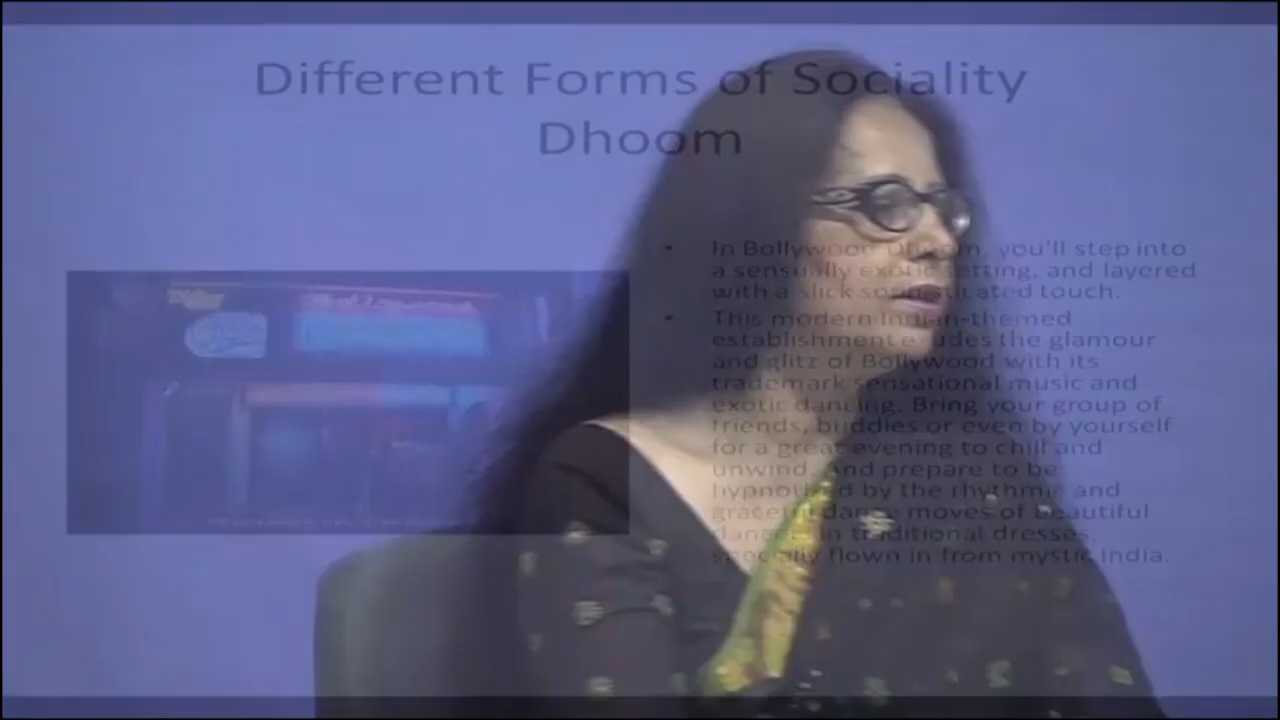 Different Forms of Sociality
Dhoom
• In Bollywood Dhoom, you'll step into
a sensually exotic setting, and layered
with a slick sophisticated touch.
• This modern Indian-themed
establishment exudes the glamour
and glitz of Bollywood with its
trademark sensational music and
exotic dancing. Bring your group of
friends, buddies or even by yourself
for a great evening to chill and
unwind. And prepare to be
hypnotized by the rhythmic and
graceful dance moves of beautiful
dancers in traditional dresses,
specially flown in from mystic India.